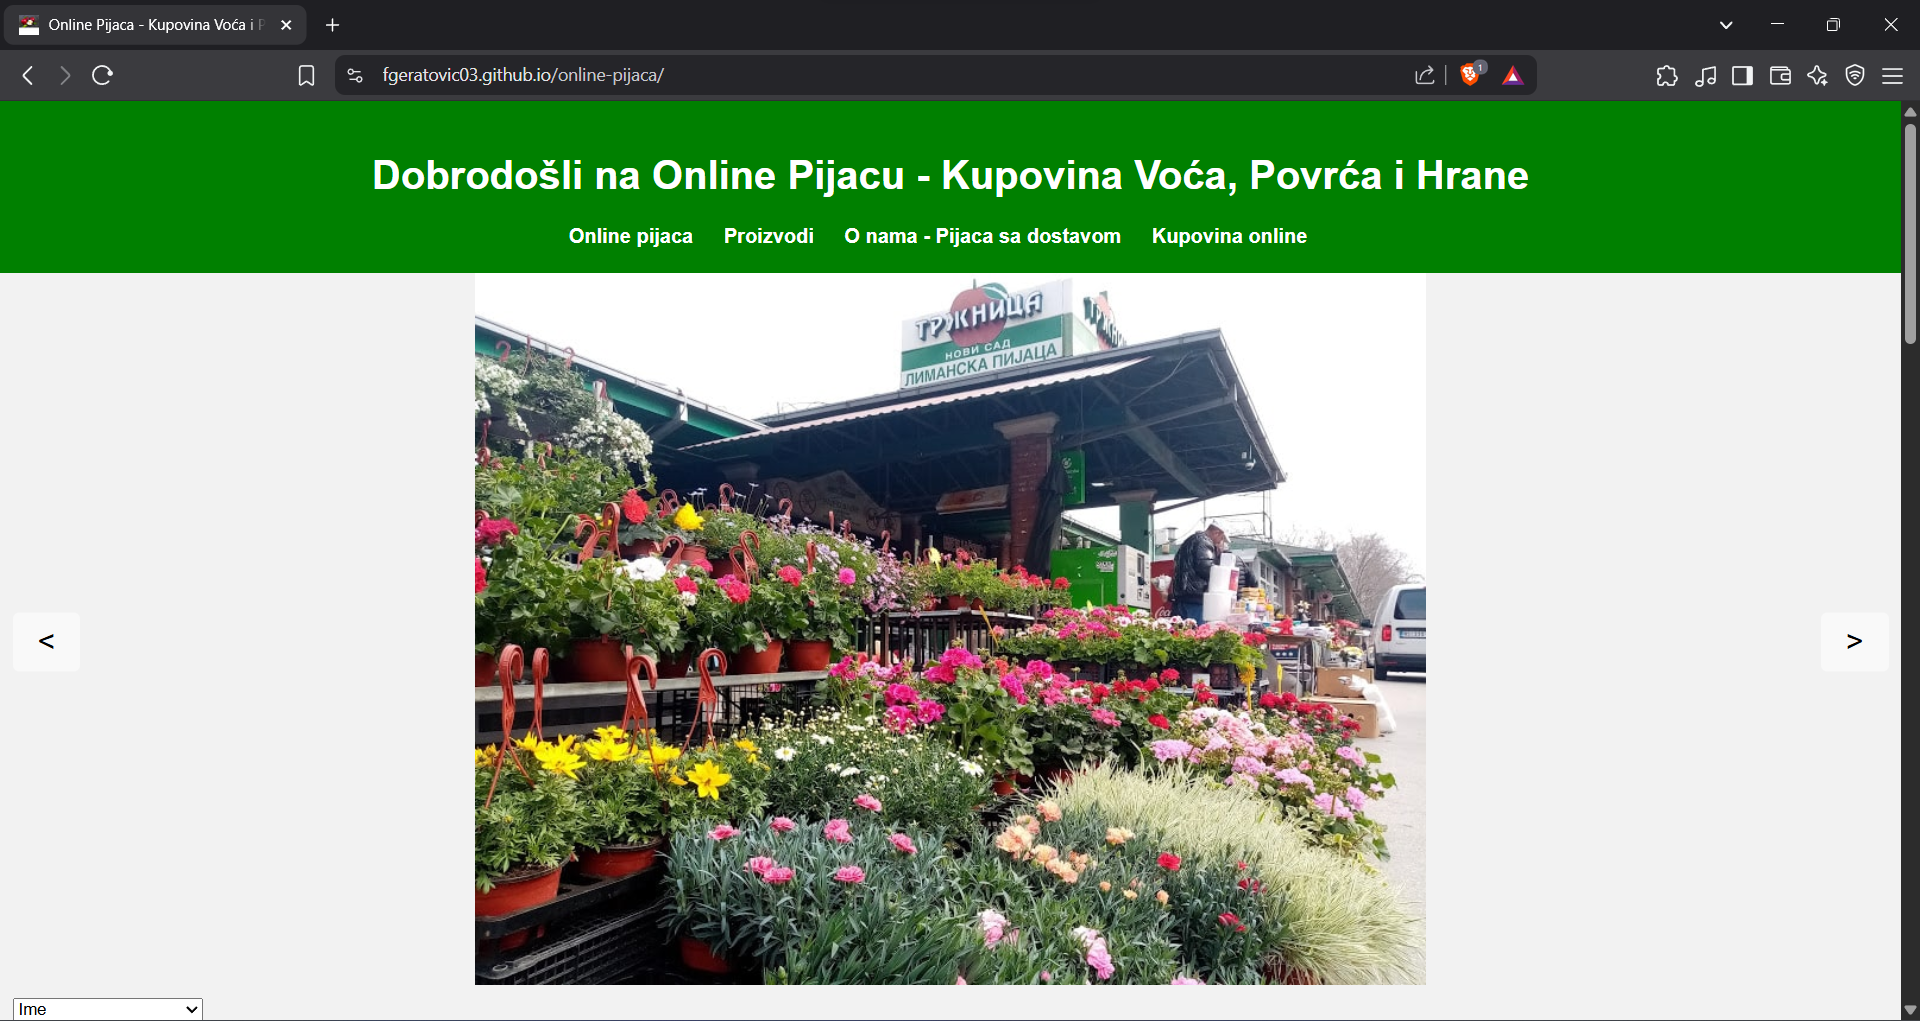 Online Pijaca - Kupovina Voća i P
fgeratovic03.github.io/online-pijaca/
1
Dobrodošli na Online Pijacu - Kupovina Voća, Povrća i Hrane
Online pijaca Proizvodi O nama - Pijaca sa dostavom Kupovina online
ТРЖНИЦА
НОВИ САД
ЛИМАНСКА ПИЈАЦА
<
>
Ime